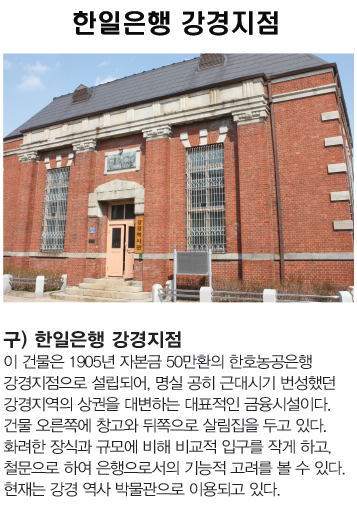 한일은행 강경지점
구) 한일은행 강경지점
이 건물은 1905년 자본금 50만환의 한호농공은행
강경지점으로 설립되어, 명실 공히 근대시기 번성했던
강경지역의 상권을 대변하는 대표적인 금융시설이다.
건물 오른쪽에 창고와 뒤쪽으로 살림집을 두고 있다.
화려한 장식과 규모에 비해 비교적 입구를 작게 하고,
철문으로 하여 은행으로서의 기능적 고려를 볼 수 있다.
현재는 강경 역사 박물관으로 이용되고 있다.